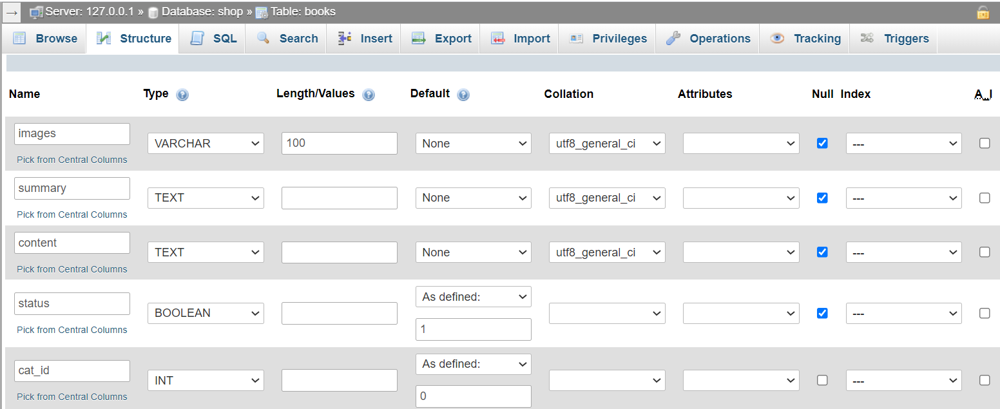 Server: 127.0.0.1 » Database: shop » Table: books
Browse Structure SQL Search Insert Export Import Privileges Operations Tracking Triggers
Name Type Length/Values Default Collation Attributes Null Index A_I
images VARCHAR 100 None utf8_general_ci ---
Pick from Central Columns
summary TEXT None utf8_general_ci ---
Pick from Central Columns
content TEXT None utf8_general_ci ---
Pick from Central Columns
status BOOLEAN As defined: ---
Pick from Central Columns 1
cat_id INT As defined: ---
Pick from Central Columns 0